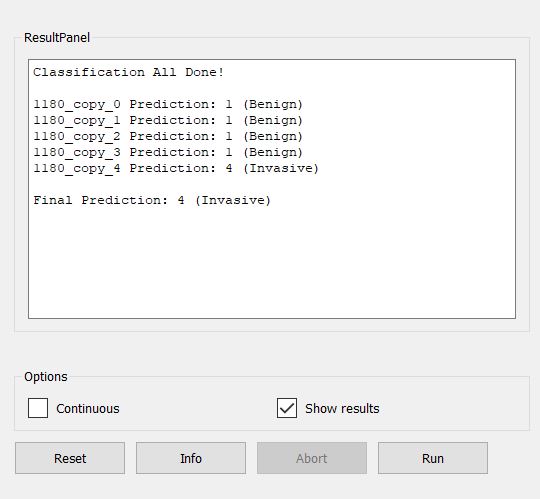 ResultPanel
Classification All Done!
1180_copy_0 Prediction: 1 (Benign)
1180_copy_1 Prediction: 1 (Benign)
1180_copy_2 Prediction: 1 (Benign)
1180_copy_3 Prediction: 1 (Benign)
1180_copy_4 Prediction: 4 (Invasive)
Final Prediction: 4 (Invasive)
Options
Continuous Show results
Reset Info Abort Run